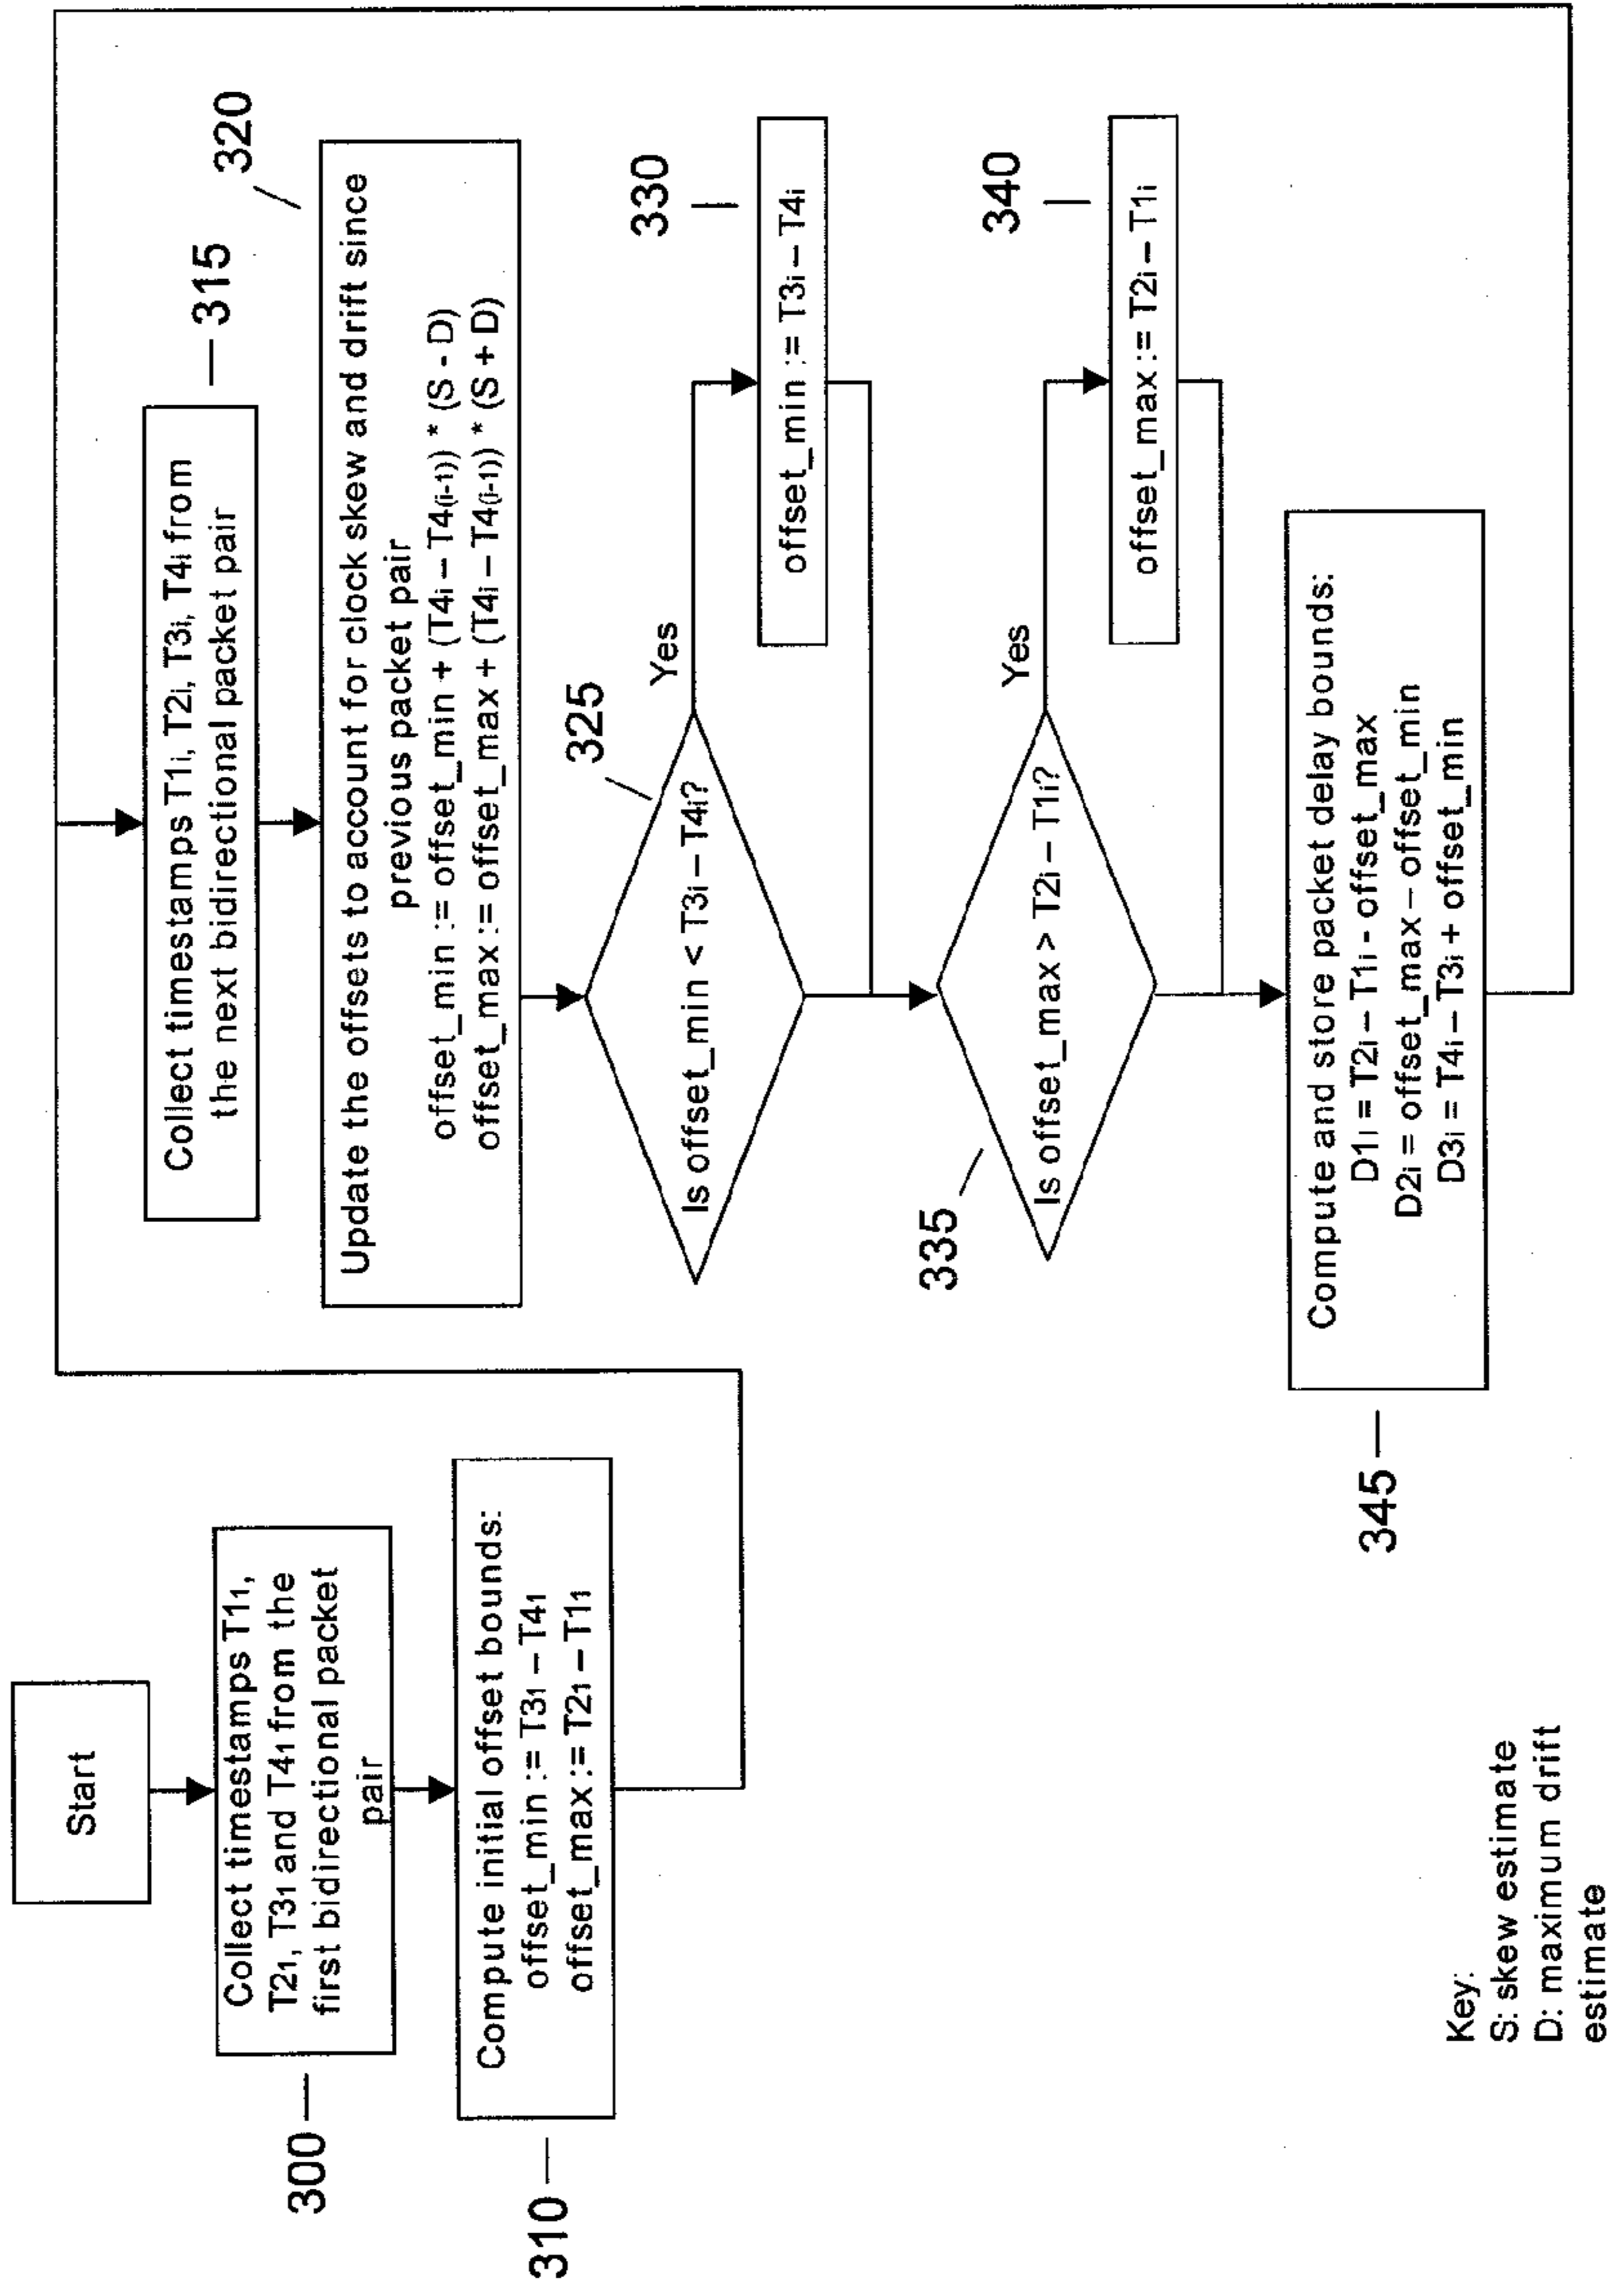 Start
Collect timestamps T1₁,
T2₁, T3₁ and T4₁ from the
first bidirectional packet
pair
300
Compute initial offset bounds:
offset_min := T3₁ – T4₁
offset_max := T2₁ – T1₁
310
Collect timestamps T1i, T2i, T3i, T4i from
the next bidirectional packet pair
315
Update the offsets to account for clock skew and drift since
previous packet pair
offset_min := offset_min + (T4i – T4(i-1)) * (S - D)
offset_max := offset_max + (T4i – T4(i-1)) * (S + D)
320
Is offset_min < T3i – T4i?
325
Yes
offset_min := T3i – T4i
330
Is offset_max > T2i – T1i?
335
Yes
offset_max := T2i – T1i
340
Compute and store packet delay bounds:
D1i = T2i – T1i - offset_max
D2i = offset_max – offset_min
D3i = T4i – T3i + offset_min
345
Key:
S: skew estimate
D: maximum drift
estimate